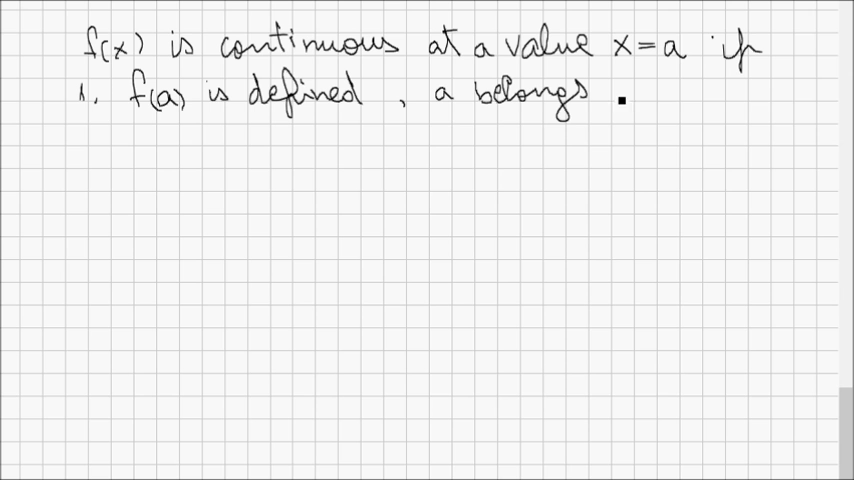 f(x) is continuous at a value x = a if
1. f(a) is defined, a belongs